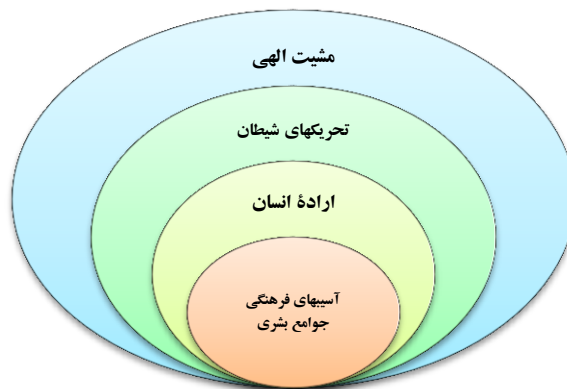 مشیت الهی
تحریکهای شیطان
ارادۀ انسان
آسیبهای فرهنگی
جوامع بشری